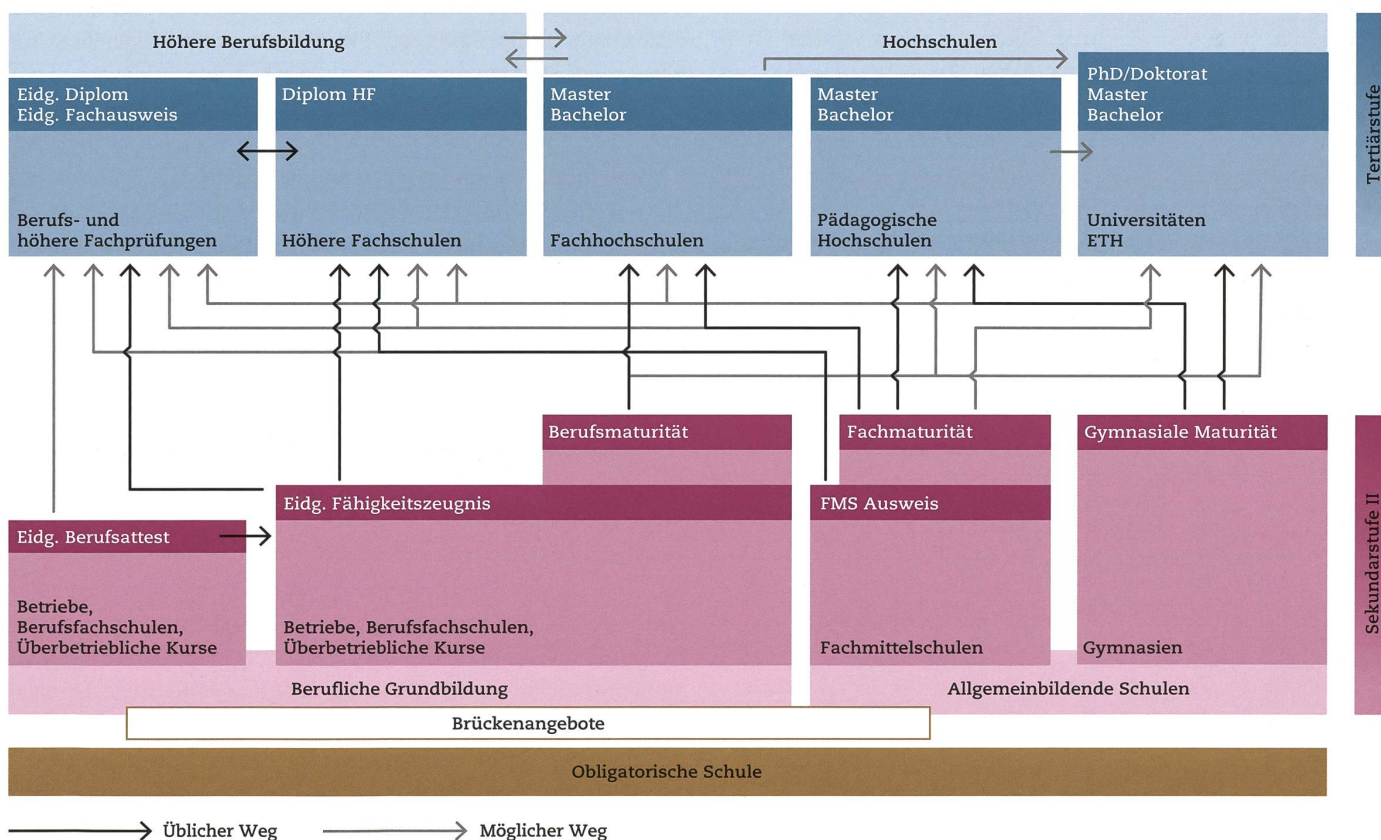 Höhere Berufsbildung
Hochschulen
Eidg. Diplom
Eidg. Fachausweis
Diplom HF
Master
Bachelor
Master
Bachelor
PhD/Doktorat
Master
Bachelor
Berufs- und
höhere Fachprüfungen
Höhere Fachschulen
Fachhochschulen
Pädagogische
Hochschulen
Universitäten
ETH
Tertiärstufe
Berufsmaturität
Fachmaturität
Gymnasiale Maturität
Eidg. Fähigkeitszeugnis
FMS Ausweis
Eidg. Berufsattest
Betriebe,
Berufsfachschulen,
Überbetriebliche Kurse
Betriebe, Berufsfachschulen,
Überbetriebliche Kurse
Fachmittelschulen
Gymnasien
Sekundarstufe II
Berufliche Grundbildung
Allgemeinbildende Schulen
Brückenangebote
Obligatorische Schule
Üblicher Weg
Möglicher Weg